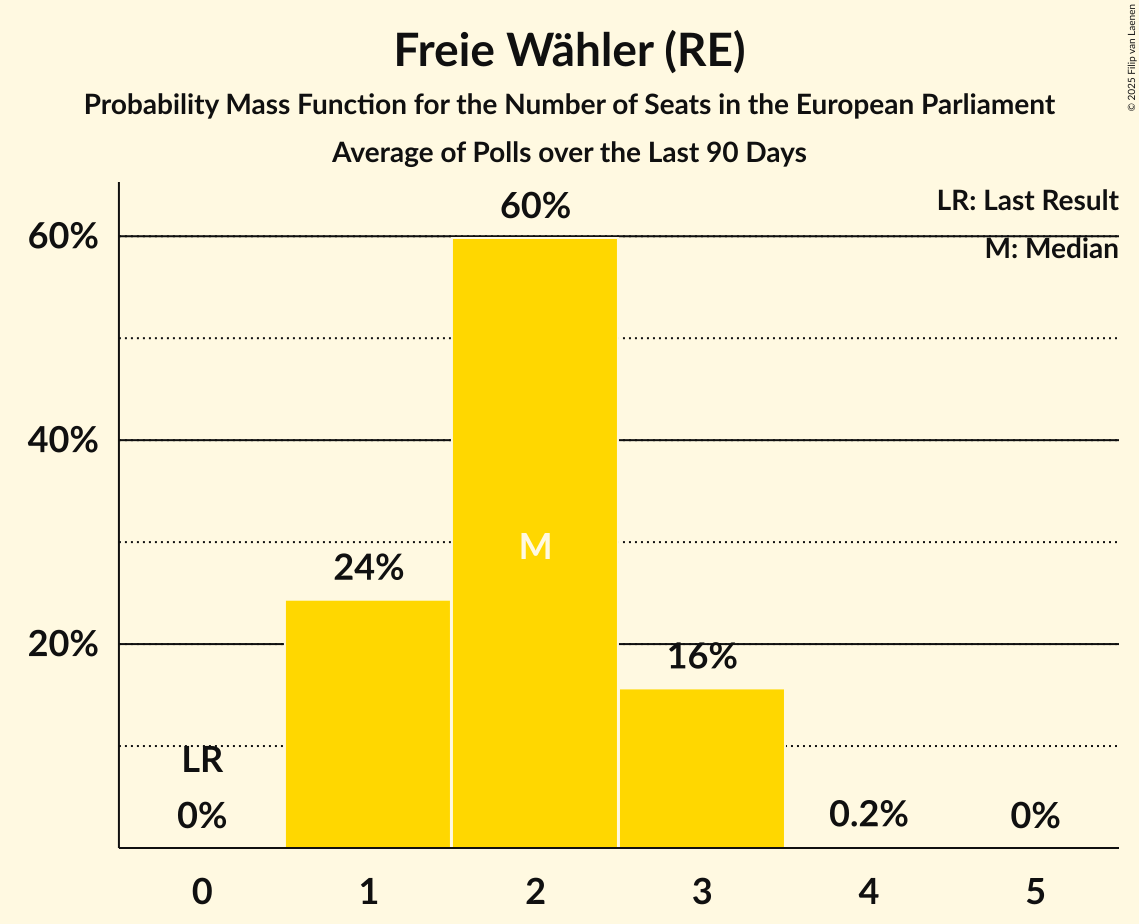 Freie Wähler (RE)
Probability Mass Function for the Number of Seats in the European Parliament
Average of Polls over the Last 90 Days
© 2025 Filip van Laenen
LR: Last Result
M: Median
60%
40%
20%
LR
0%
24%
60%
M
16%
0.2%
0%
0 1 2 3 4 5